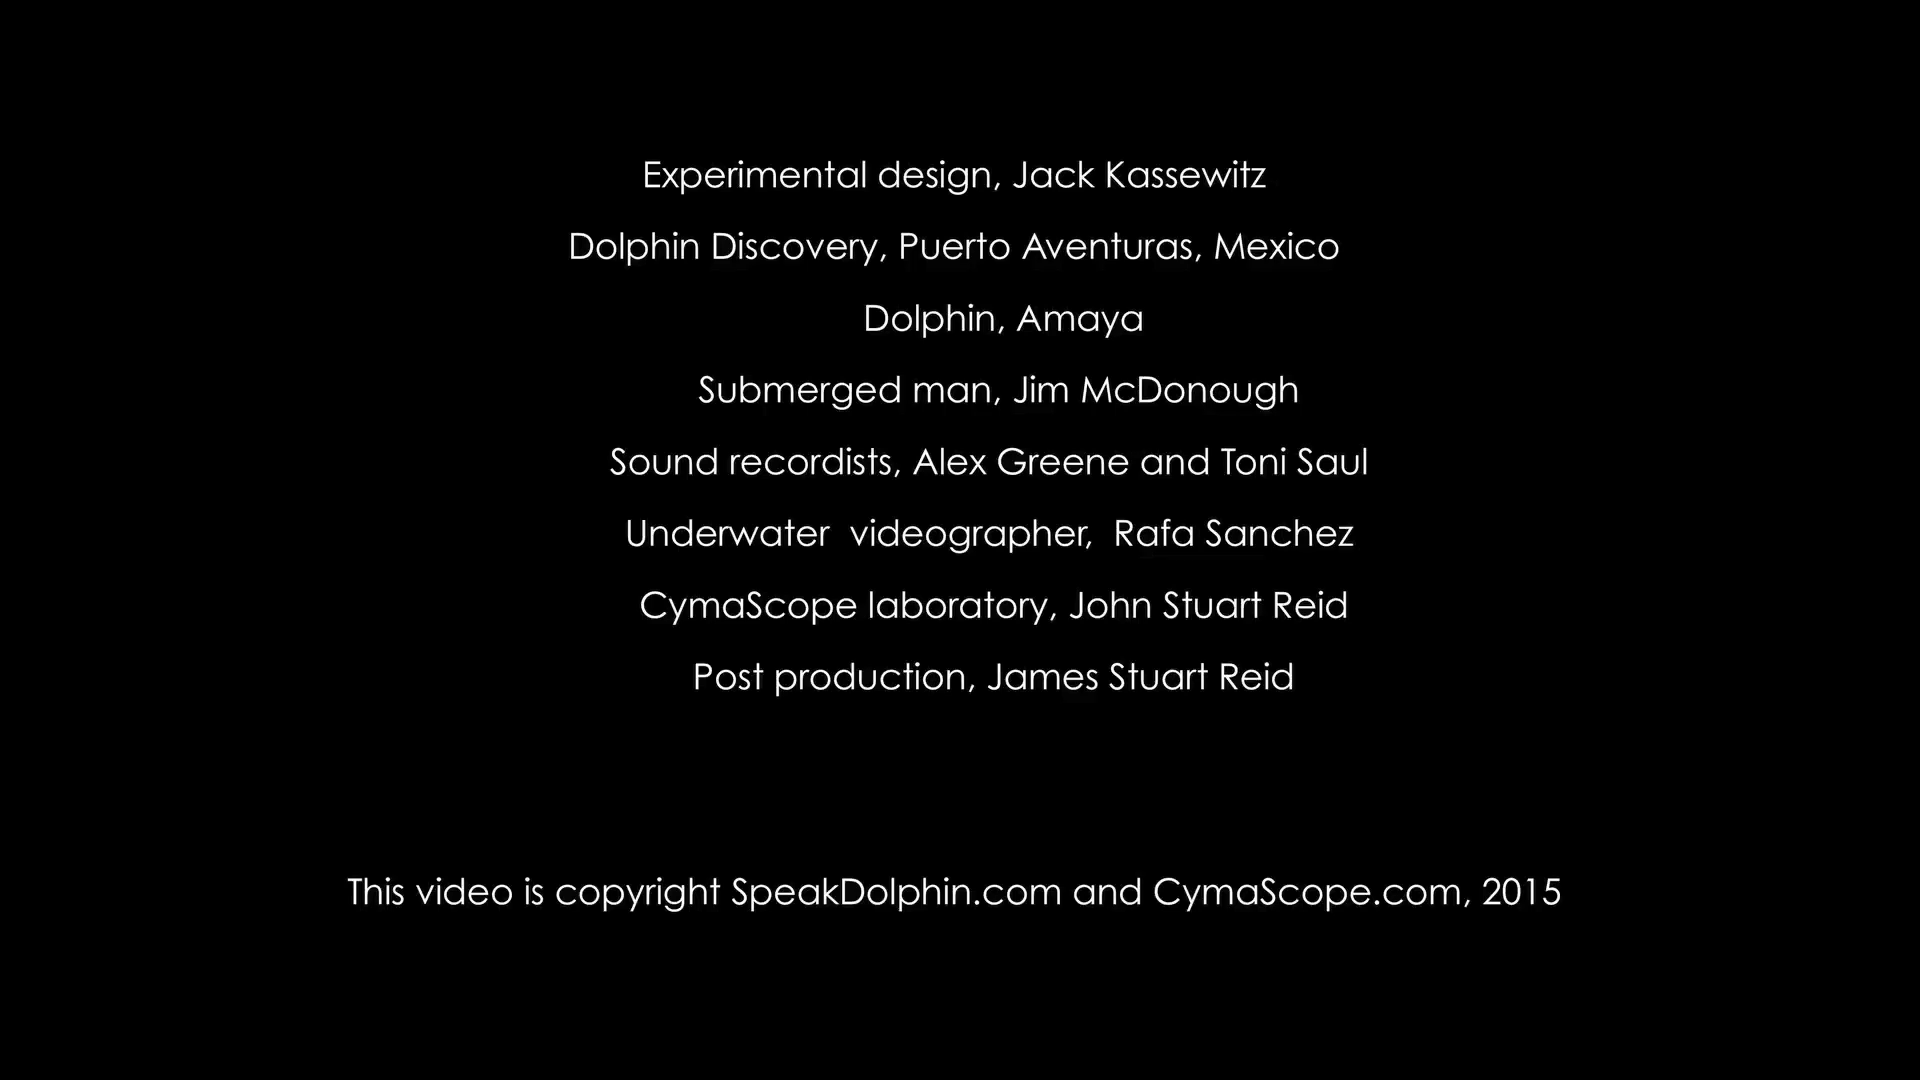 Experimental design, Jack Kassewitz
Dolphin Discovery, Puerto Aventuras, Mexico
Dolphin, Amaya
Submerged man, Jim McDonough
Sound recordists, Alex Greene and Toni Saul
Underwater  videographer,  Rafa Sanchez
CymaScope laboratory, John Stuart Reid
Post production, James Stuart Reid
This video is copyright SpeakDolphin.com and CymaScope.com, 2015